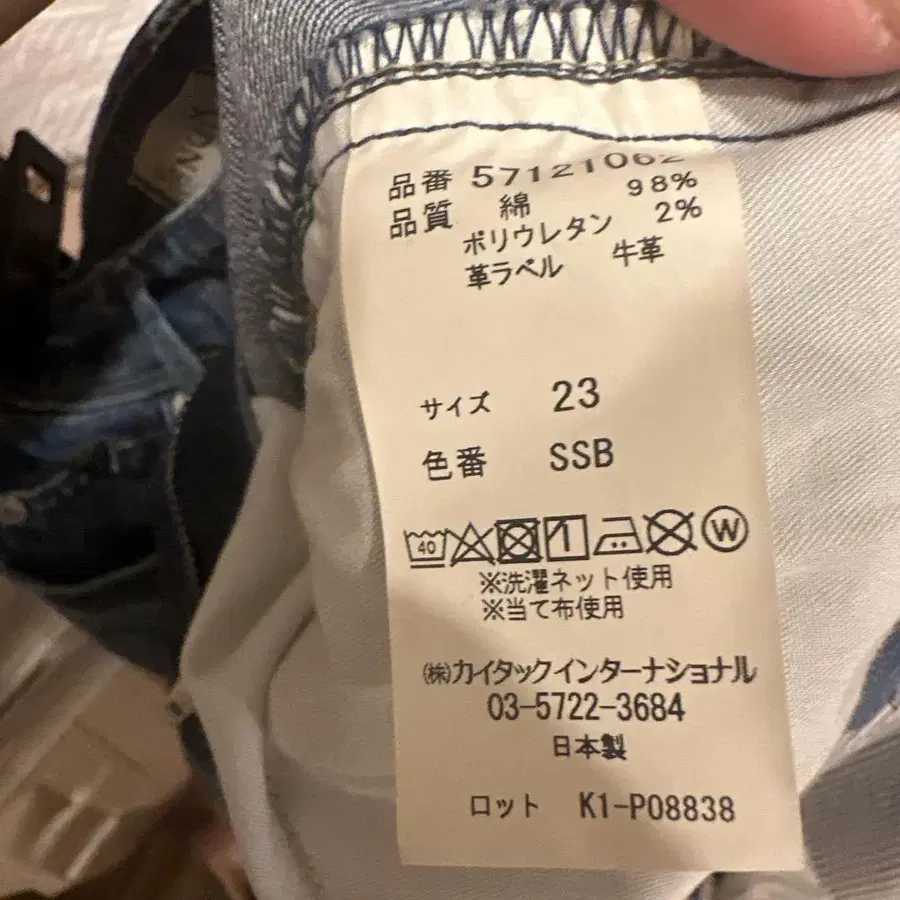 品番 57121062
品質 綿 98%
ポリウレタン 2%
革ラベル 牛革
サイズ 23
色番 SSB
40 W
※洗濯ネット使用
※当て布使用
㈱カイタックインターナショナル
03-5722-3684
日本製
ロット K1-P08838